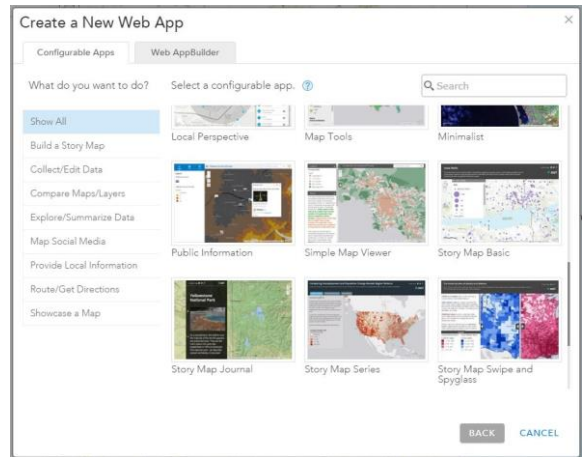 Create a New Web App
×
Configurable Apps
Web AppBuilder
What do you want to do?
Select a configurable app. ?
Search
Show All
Build a Story Map
Collect/Edit Data
Compare Maps/Layers
Explore/Summarize Data
Map Social Media
Provide Local Information
Route/Get Directions
Showcase a Map
Local Perspective
Map Tools
Minimalist
Public Information
Simple Map Viewer
Story Map Basic
Yellowstone
National Park
Story Map Journal
Story Map Series
Story Map Swipe and
Spyglass
BACK
CANCEL